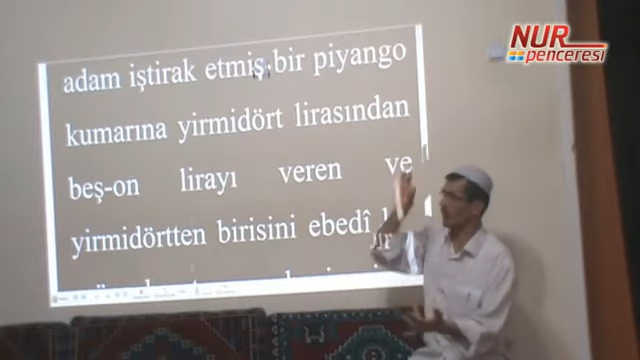 NUR
penceresi
adam iştirak etmiş bir piyango
kumarına yirmidört lirasından
beş-on lirayı veren ve
yirmidörtten birisini ebedî